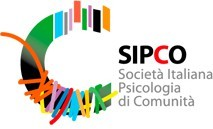 SIPCO
Società Italiana
Psicologia
di Comunità